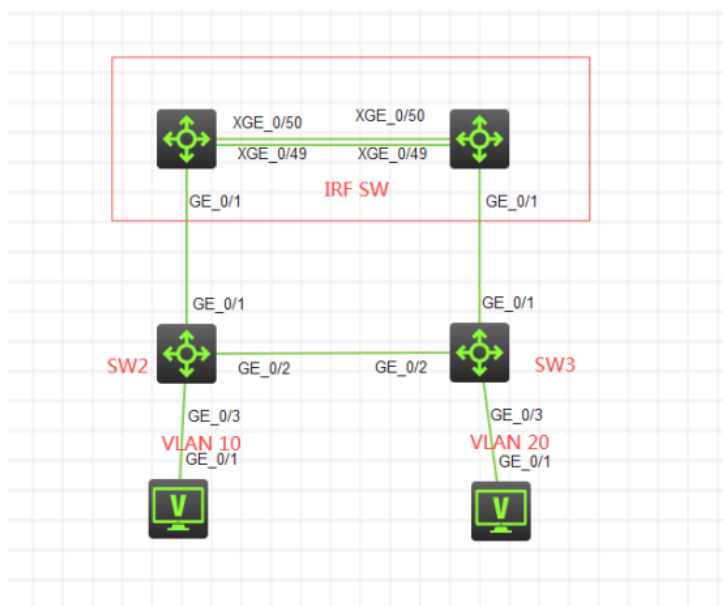 XGE_0/50 XGE_0/50
XGE_0/49 XGE_0/49
IRF SW
GE_0/1 GE_0/1
GE_0/1 GE_0/1
SW2 GE_0/2 GE_0/2 SW3
GE_0/3 GE_0/3
VLAN 10 VLAN 20
GE_0/1 GE_0/1
V V